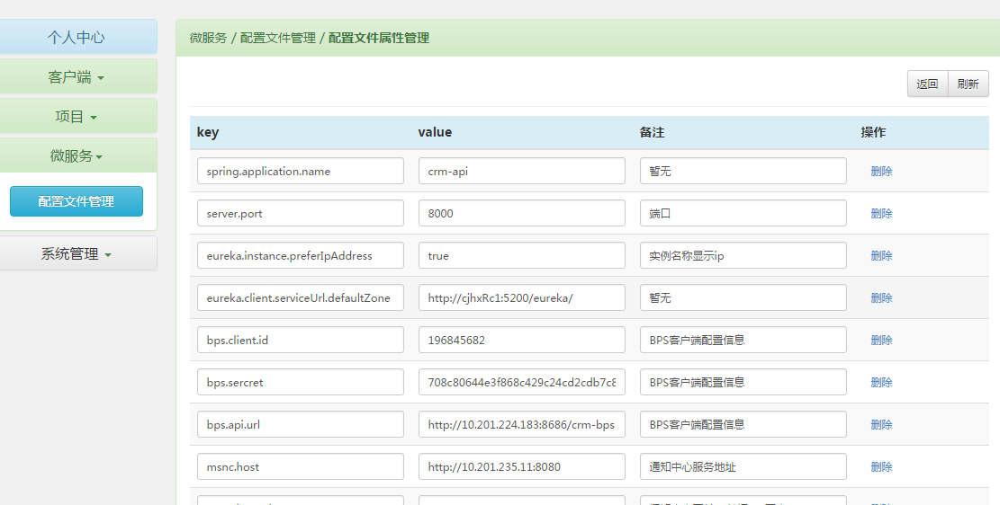 个人中心
客户端
项目
微服务
配置文件管理
系统管理
微服务 / 配置文件管理 / 配置文件属性管理
返回 刷新
key value 备注 操作
spring.application.name crm-api 暂无 删除
server.port 8000 端口 删除
eureka.instance.preferIpAddress true 实例名称显示ip 删除
eureka.client.serviceUrl.defaultZone http://cjhxRc1:5200/eureka/ 暂无 删除
bps.client.id 196845682 BPS客户端配置信息 删除
bps.sercret 708c80644e3f868c429c24cd2cdb7c8 BPS客户端配置信息 删除
bps.api.url http://10.201.224.183:8686/crm-bps BPS客户端配置信息 删除
msnc.host http://10.201.235.11:8080 通知中心服务地址 删除